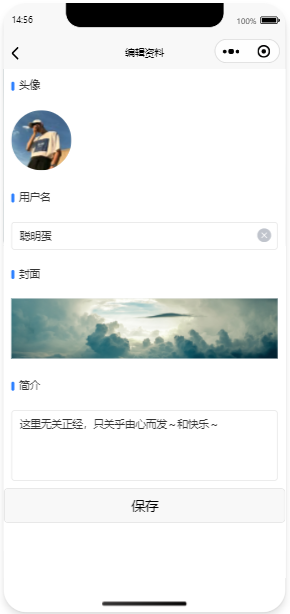 14:56
100%
编辑资料
头像
用户名
聪明蛋
封面
简介
这里无关正经，只关乎由心而发～和快乐～
保存